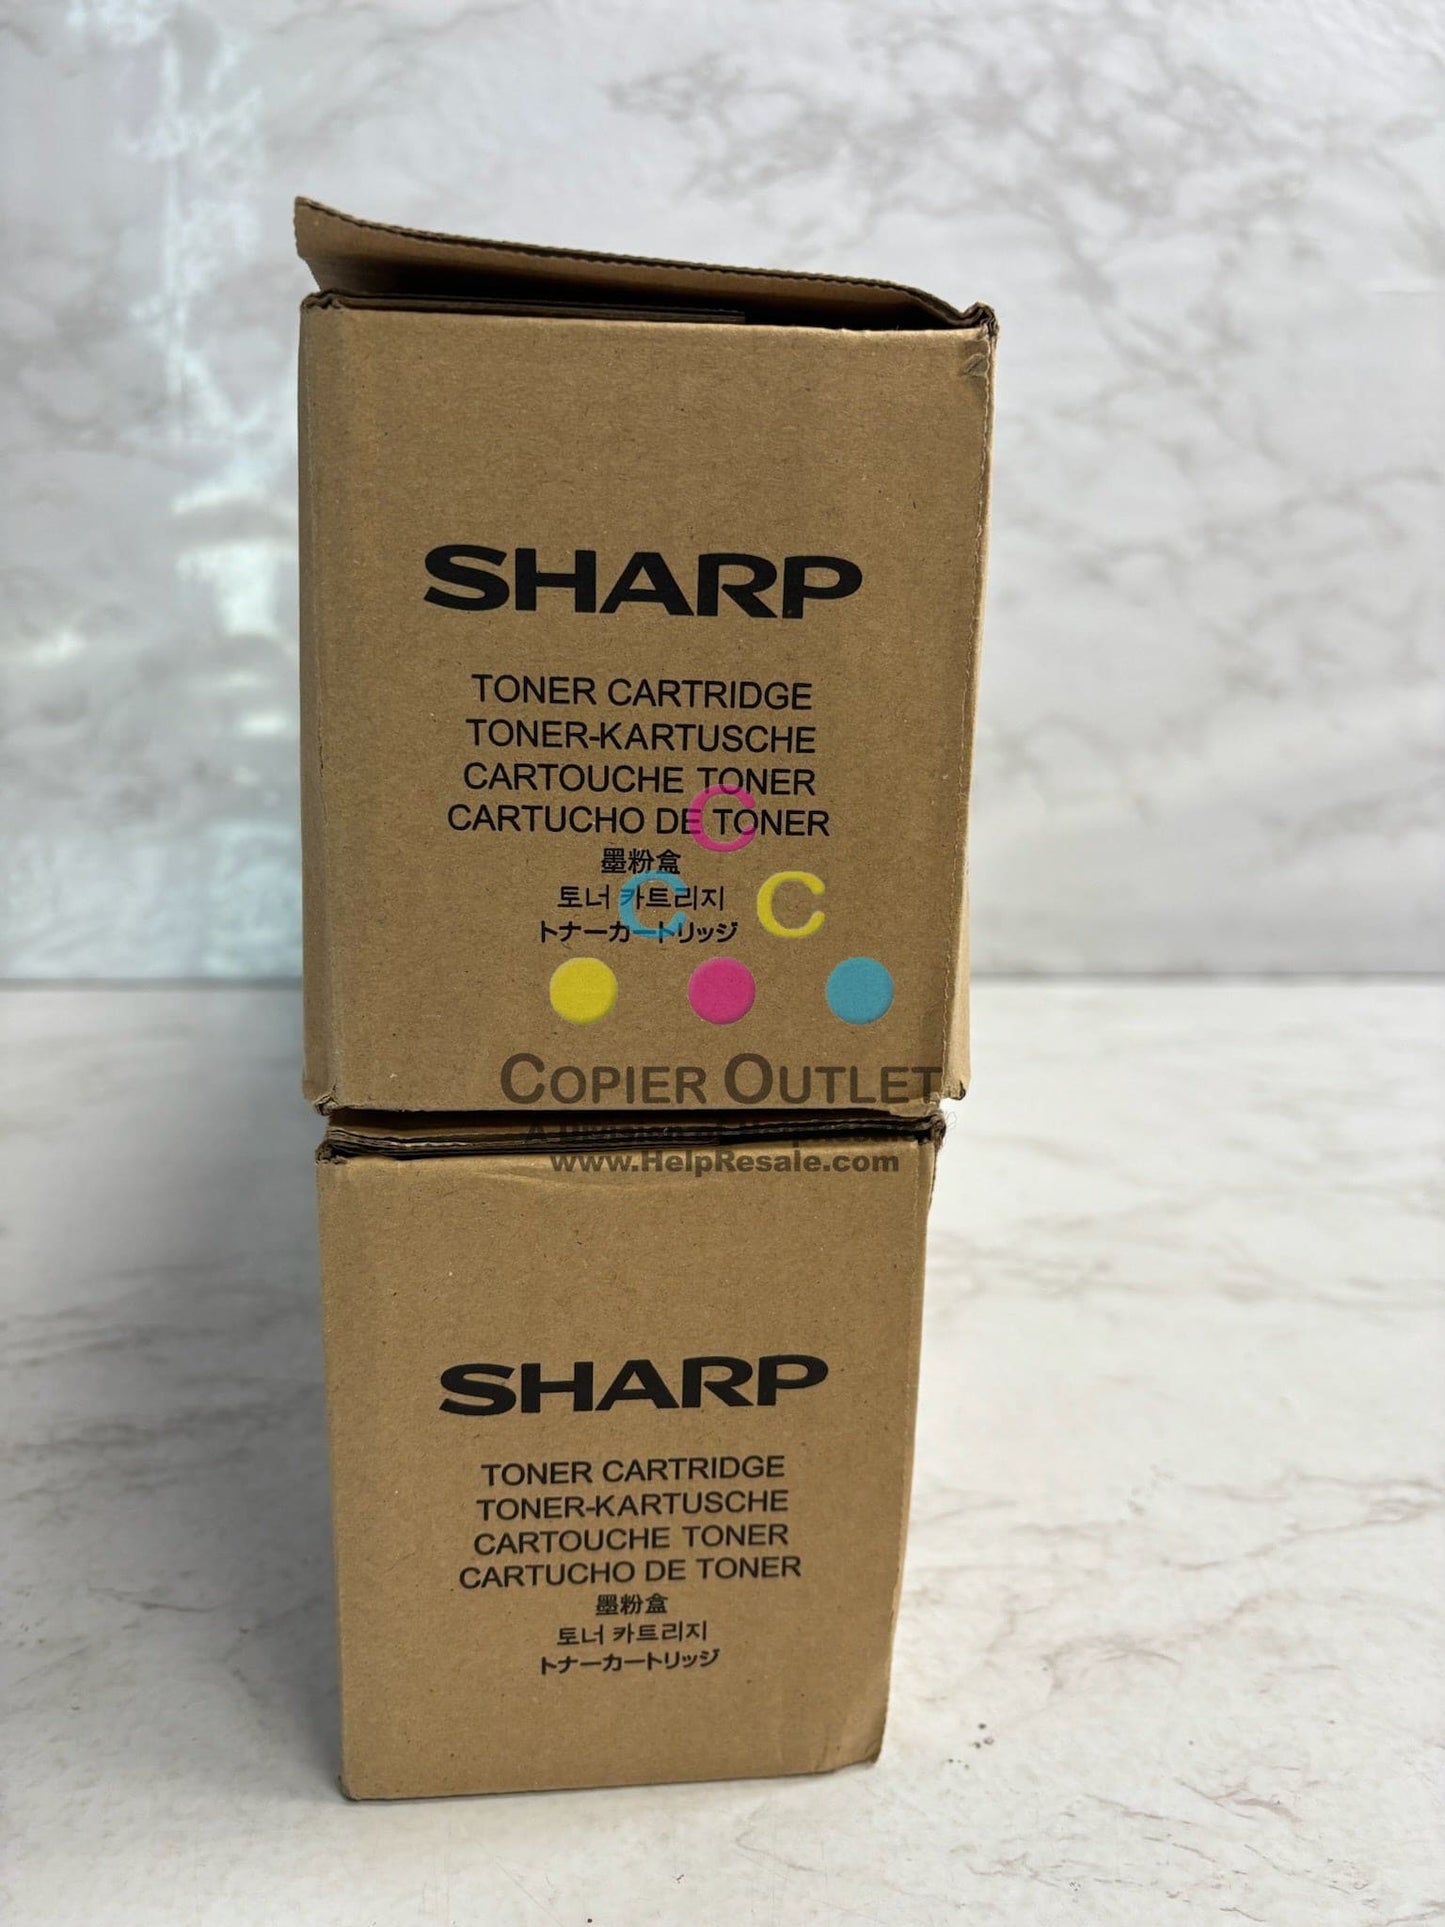 SHARP
TONER CARTRIDGE
TONER-KARTUSCHE
CARTOUCHE TONER
CARTUCHO DE TONER
墨粉盒
토너 카트리지
トナーカートリッジ
C
C C
COPIER OUTLET
A Division
www.HelpResale.com
SHARP
TONER CARTRIDGE
TONER-KARTUSCHE
CARTOUCHE TONER
CARTUCHO DE TONER
墨粉盒
토너 카트리지
トナーカートリッジ